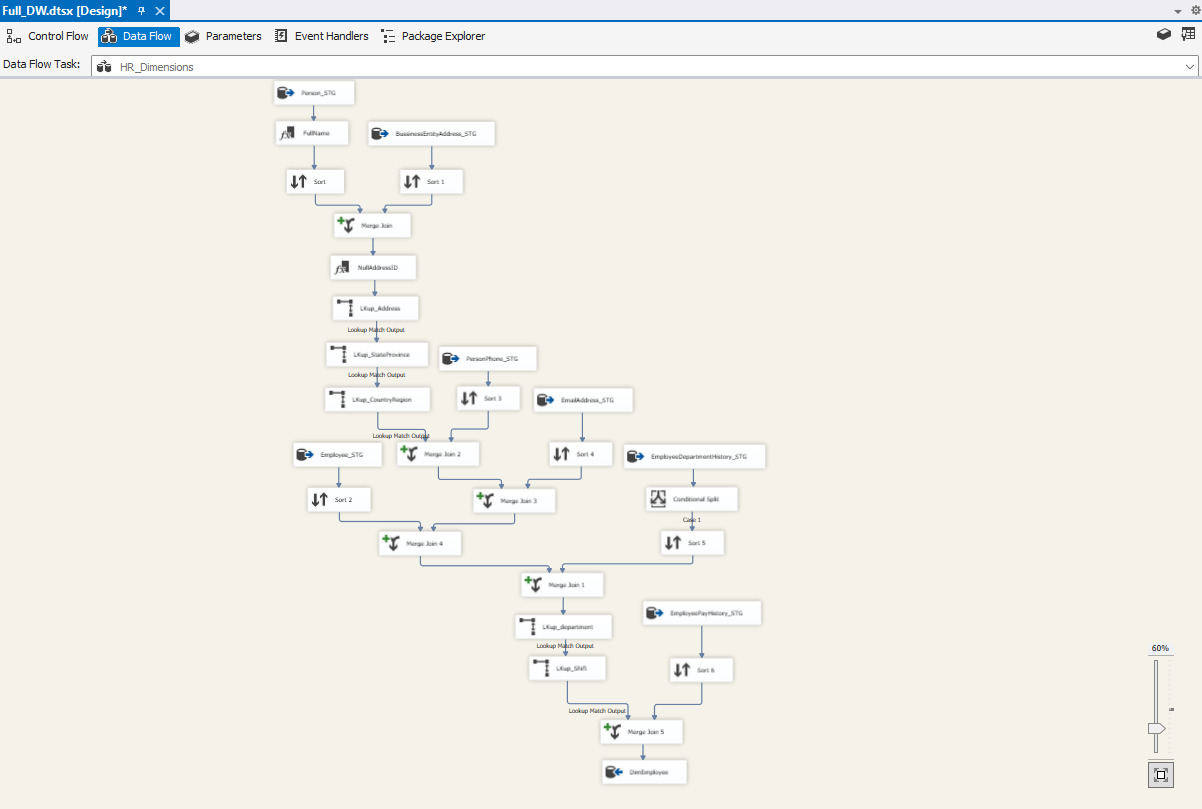 Full_DW.dtsx [Design]*
Control Flow
Data Flow
Parameters
Event Handlers
Package Explorer
Data Flow Task:
HR_Dimensions
Person_STG
FullName
BussinesEntityAddress_STG
Sort
Sort 1
Merge Join
NullAddressID
LKup_Address
Lookup Match Output
LKup_StateProvince
PersonPhone_STG
Lookup Match Output
LKup_CountryRegion
Sort 3
EmailAddress_STG
Lookup Match Output
Employee_STG
Merge Join 2
Sort 4
EmployeeDepartmentHistory_STG
Sort 2
Merge Join 3
Conditional Split
Case 1
Merge Join 4
Sort 5
Merge Join 1
EmployeePayHistory_STG
LKup_department
Lookup Match Output
LKup_Shift
Sort 6
Lookup Match Output
Merge Join 5
DimEmployee
60%